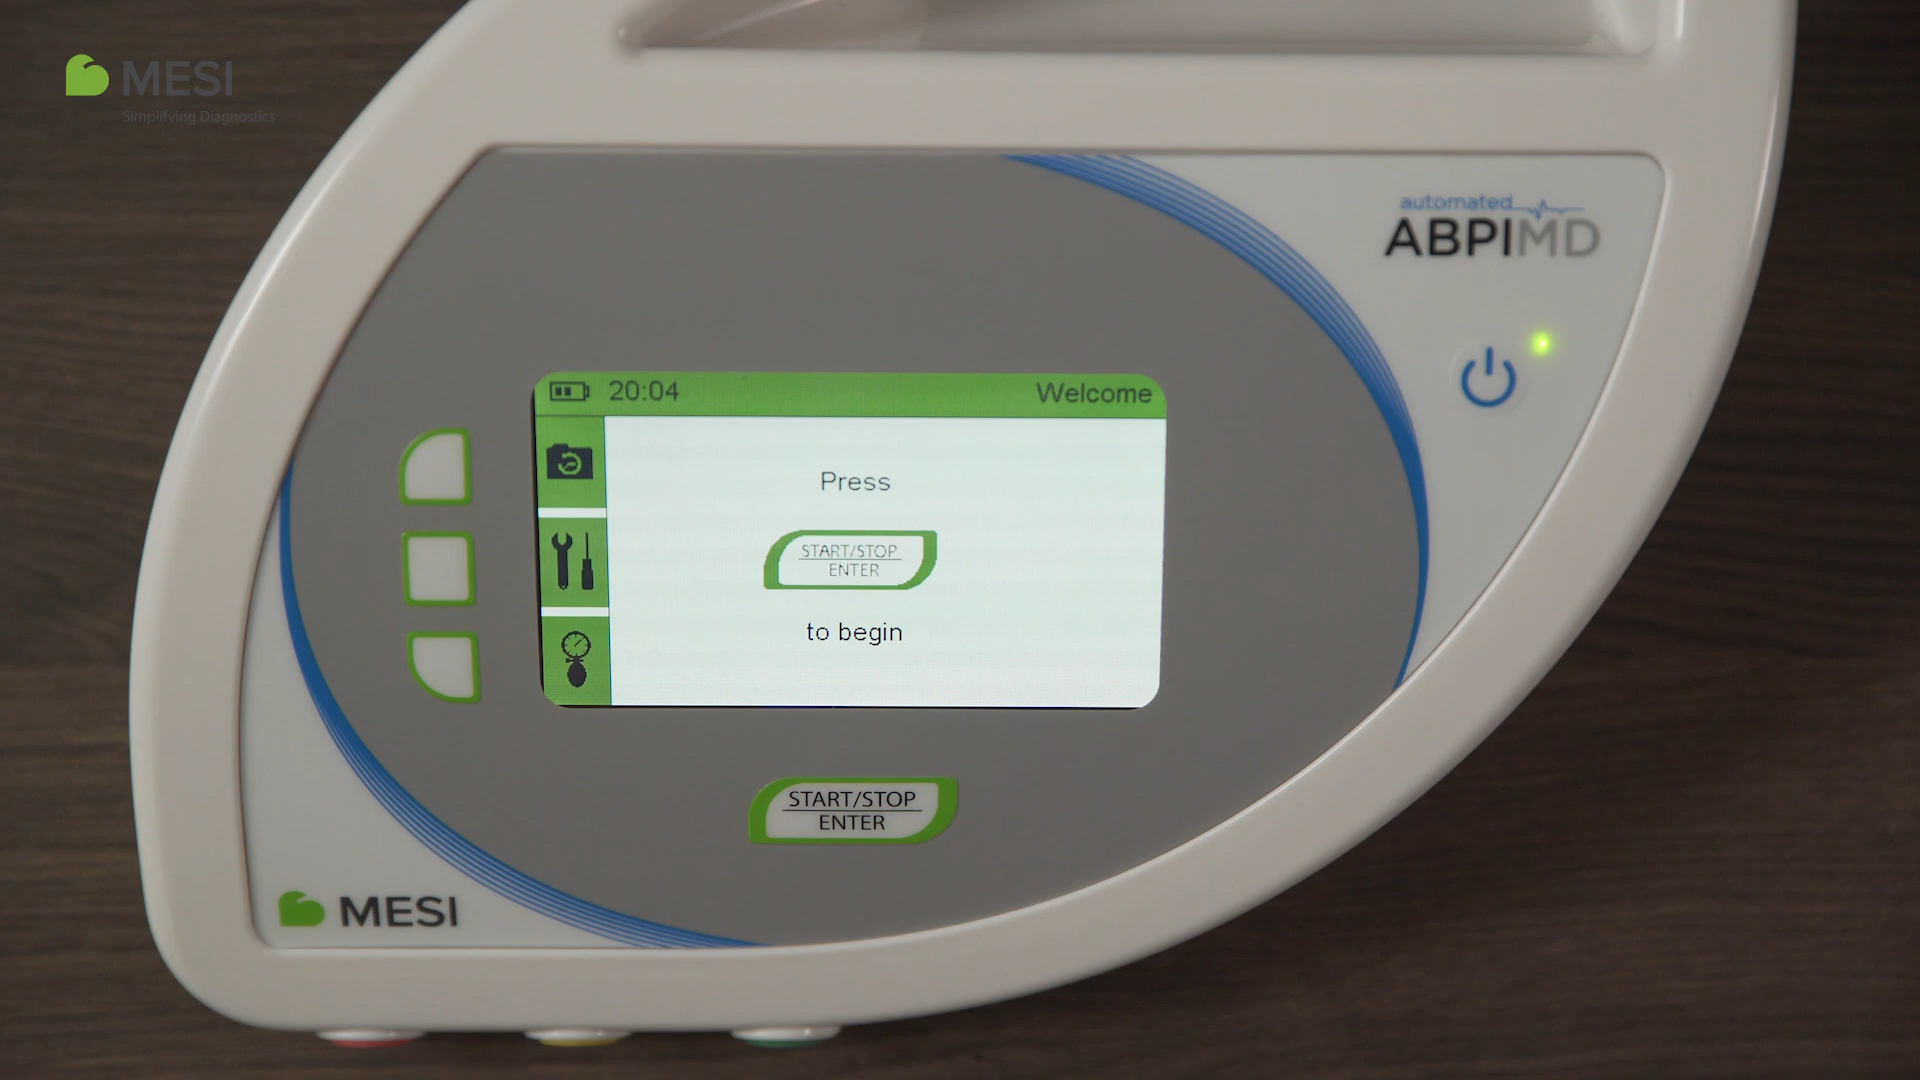 MESI
Simplifying Diagnostics
automated
ABPIMD
20:04 Welcome
Press
START/STOP
ENTER
to begin
START/STOP
ENTER
MESI